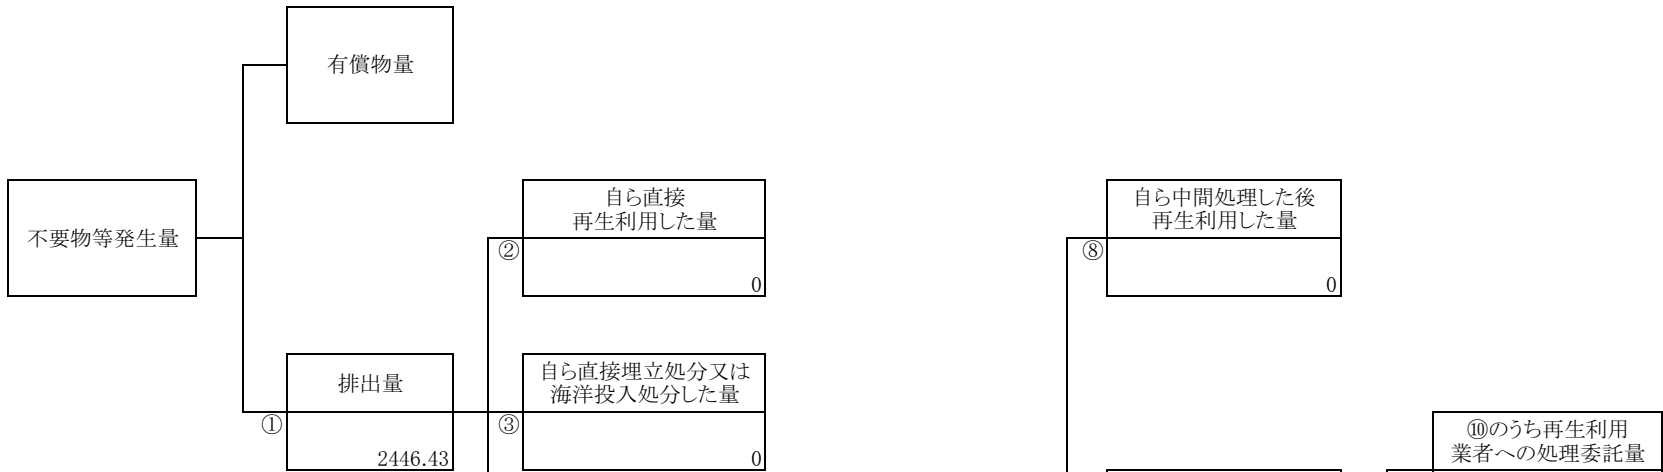 有償物量
不要物等発生量
自ら直接
再生利用した量
②
0
自ら中間処理した後
再生利用した量
⑧
0
排出量
①
2446.43
自ら直接埋立処分又は
海洋投入処分した量
③
0
⑩のうち再生利用
業者への処理委託量